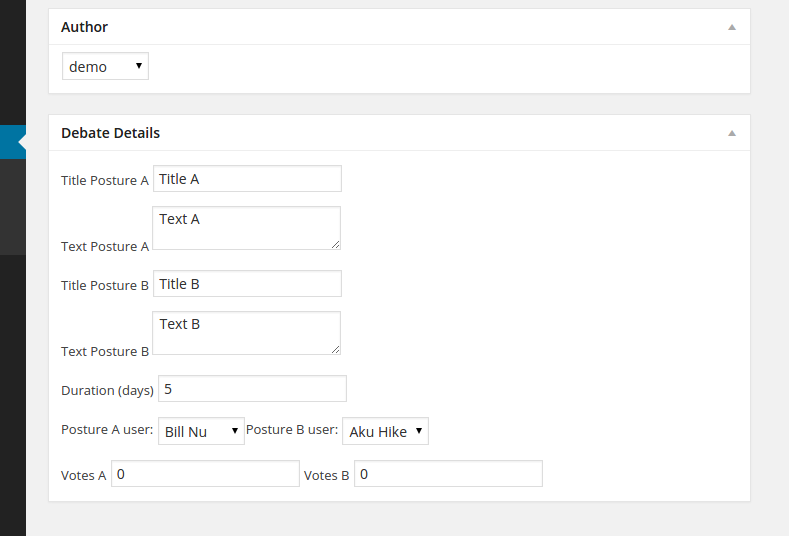 Author
demo
Debate Details
Title Posture A Title A
Text Posture A Text A
Title Posture B Title B
Text Posture B Text B
Duration (days) 5
Posture A user: Bill Nu Posture B user: Aku Hike
Votes A 0 Votes B 0